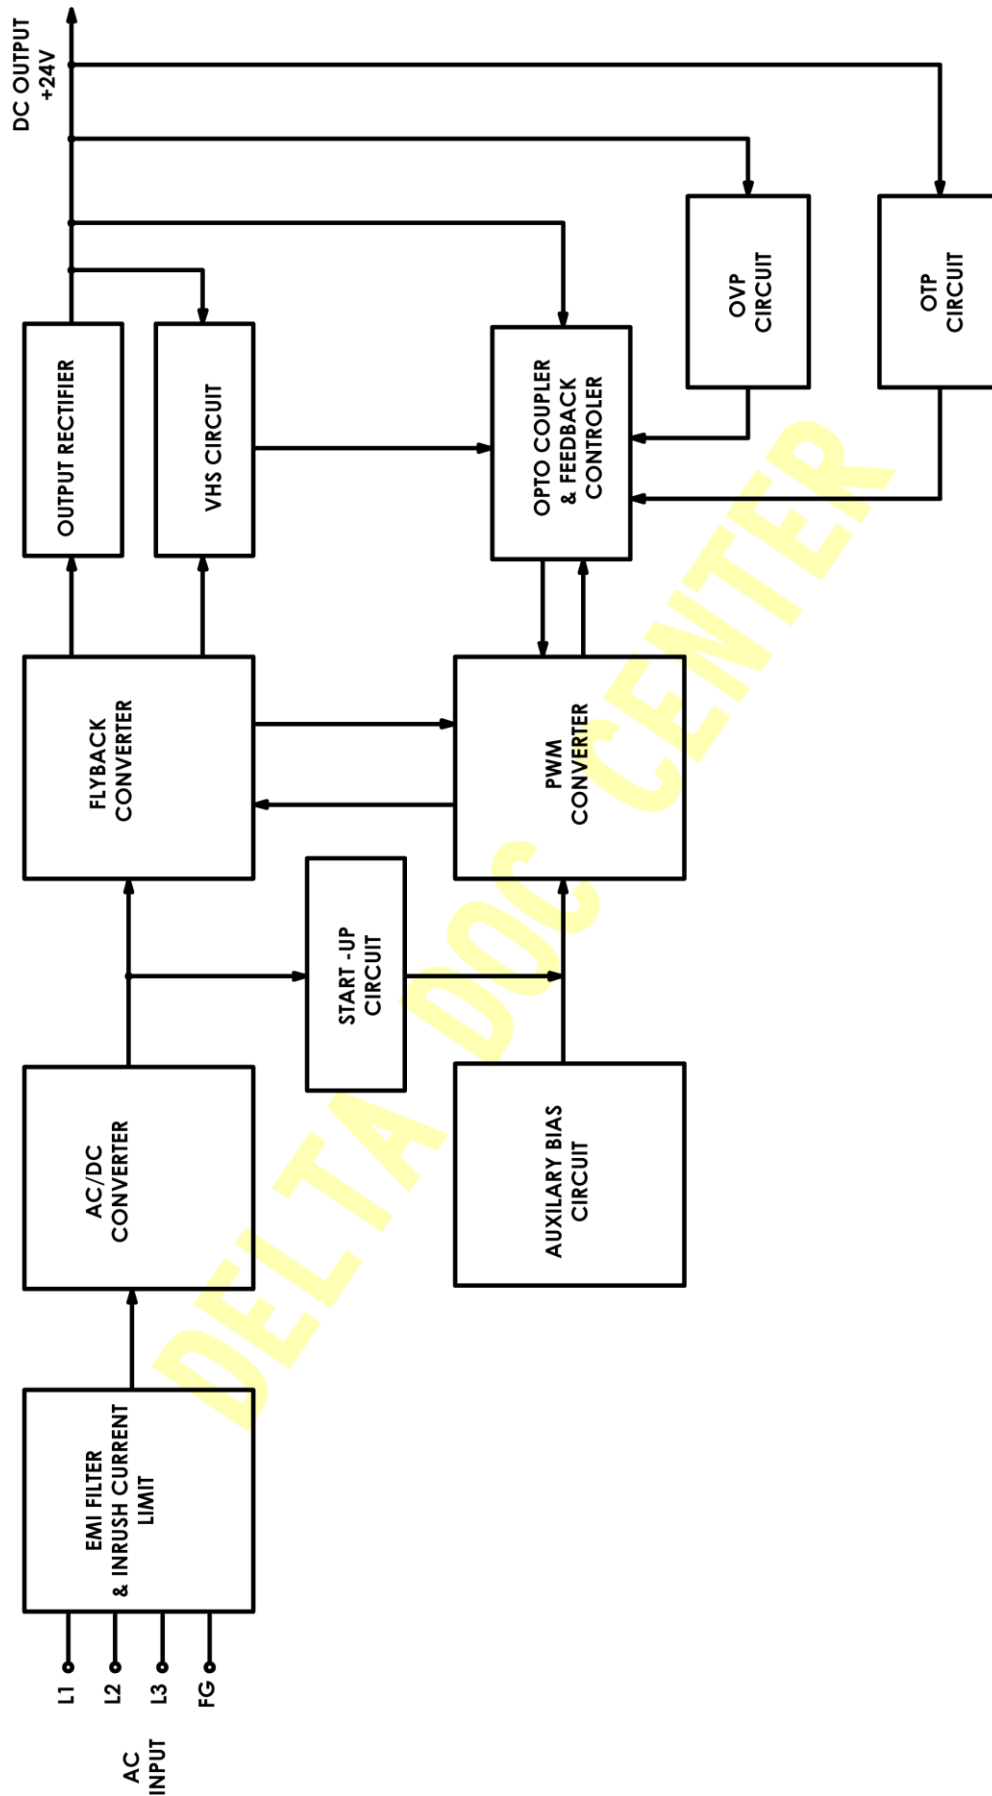 AC
INPUT
L1
L2
L3
FG
EMI FILTER
& INRUSH CURRENT
LIMIT
AC/DC
CONVERTER
START -UP
CIRCUIT
AUXILARY BIAS
CIRCUIT
FLYBACK
CONVERTER
PWM
CONVERTER
OUTPUT RECTIFIER
VHS CIRCUIT
OPTO COUPLER
& FEEDBACK
CONTROLER
OVP
CIRCUIT
OTP
CIRCUIT
DC OUTPUT
+24V
DELTA DOC CENTER